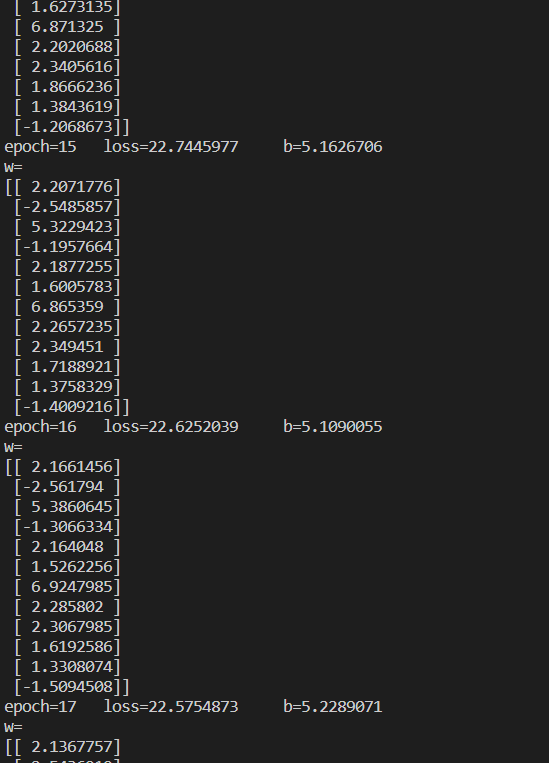 [ 1.6273135]
[ 6.871325 ]
[ 2.2020688]
[ 2.3405616]
[ 1.8666236]
[ 1.3843619]
[-1.2068673]]
epoch=15 loss=22.7445977 b=5.1626706
w=
[[ 2.2071776]
[-2.5485857]
[ 5.3229423]
[-1.1957664]
[ 2.1877255]
[ 1.6005783]
[ 6.865359 ]
[ 2.2657235]
[ 2.349451 ]
[ 1.7188921]
[ 1.3758329]
[-1.4009216]]
epoch=16 loss=22.6252039 b=5.1090055
w=
[[ 2.1661456]
[-2.561794 ]
[ 5.3860645]
[-1.3066334]
[ 2.164048 ]
[ 1.5262256]
[ 6.9247985]
[ 2.285802 ]
[ 2.3067985]
[ 1.6192586]
[ 1.3308074]
[-1.5094508]]
epoch=17 loss=22.5754873 b=5.2289071
w=
[[ 2.1367757]